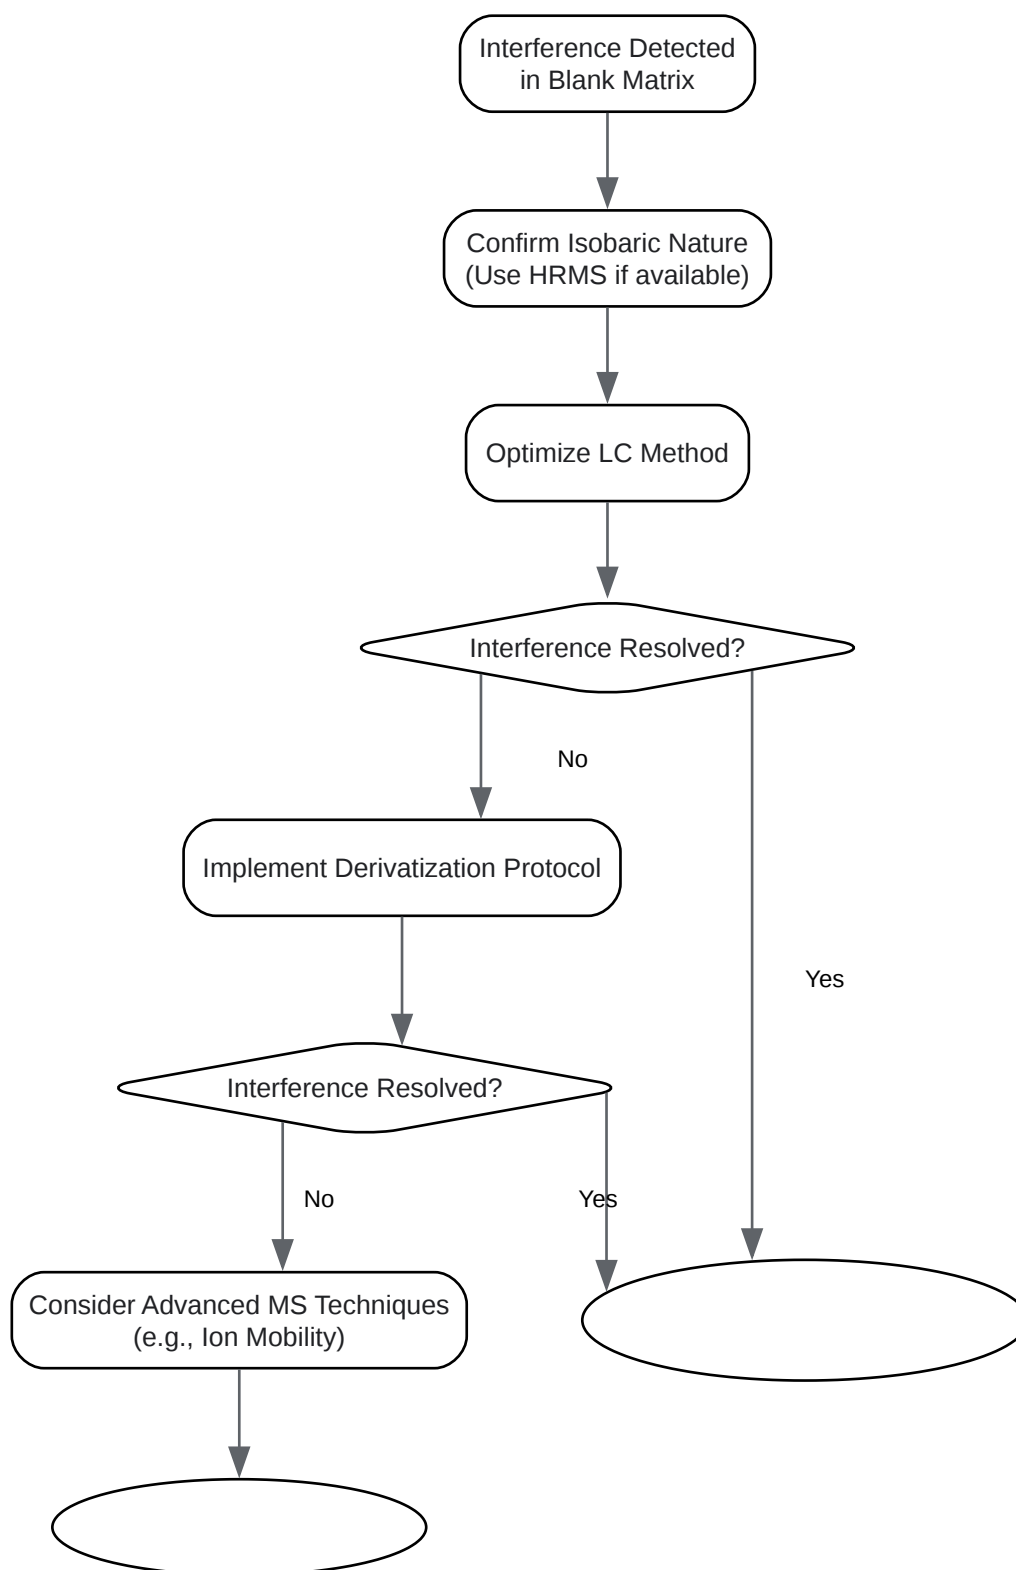 Interference Detected
in Blank Matrix
Confirm Isobaric Nature
(Use HRMS if available)
Optimize LC Method
Interference Resolved?
No
Implement Derivatization Protocol
Yes
Interference Resolved?
No
Yes
Consider Advanced MS Techniques
(e.g., Ion Mobility)